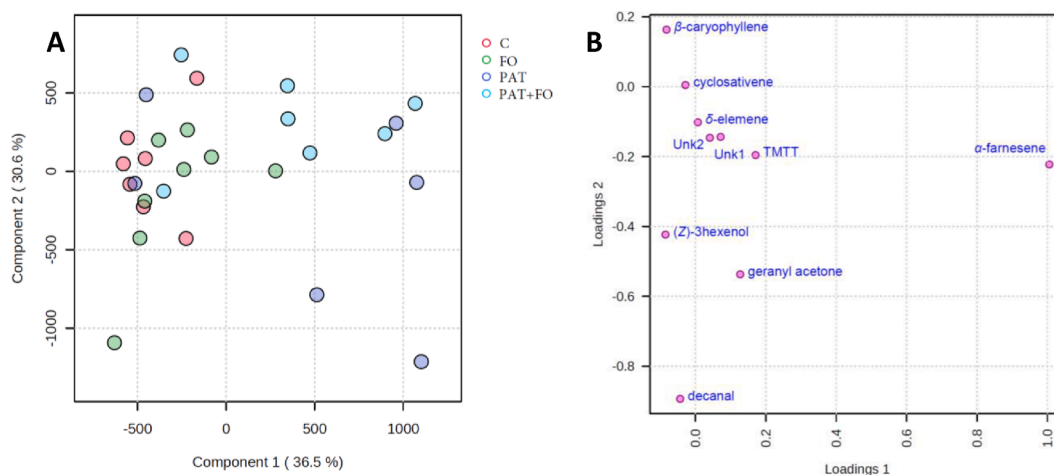 A
C
FO
PAT
PAT+FO
500
0
-500
-1000
-500
0
500
1000
Component 2 ( 30.6 %)
Component 1 ( 36.5 %)
B
0.2
0.0
-0.2
-0.4
-0.6
-0.8
Loadings 2
β-caryophyllene
cyclosativene
δ-elemene
Unk2
Unk1
TMTT
α-farnesene
(Z)-3hexenol
geranyl acetone
decanal
0.0
0.2
0.4
0.6
0.8
1.0
Loadings 1